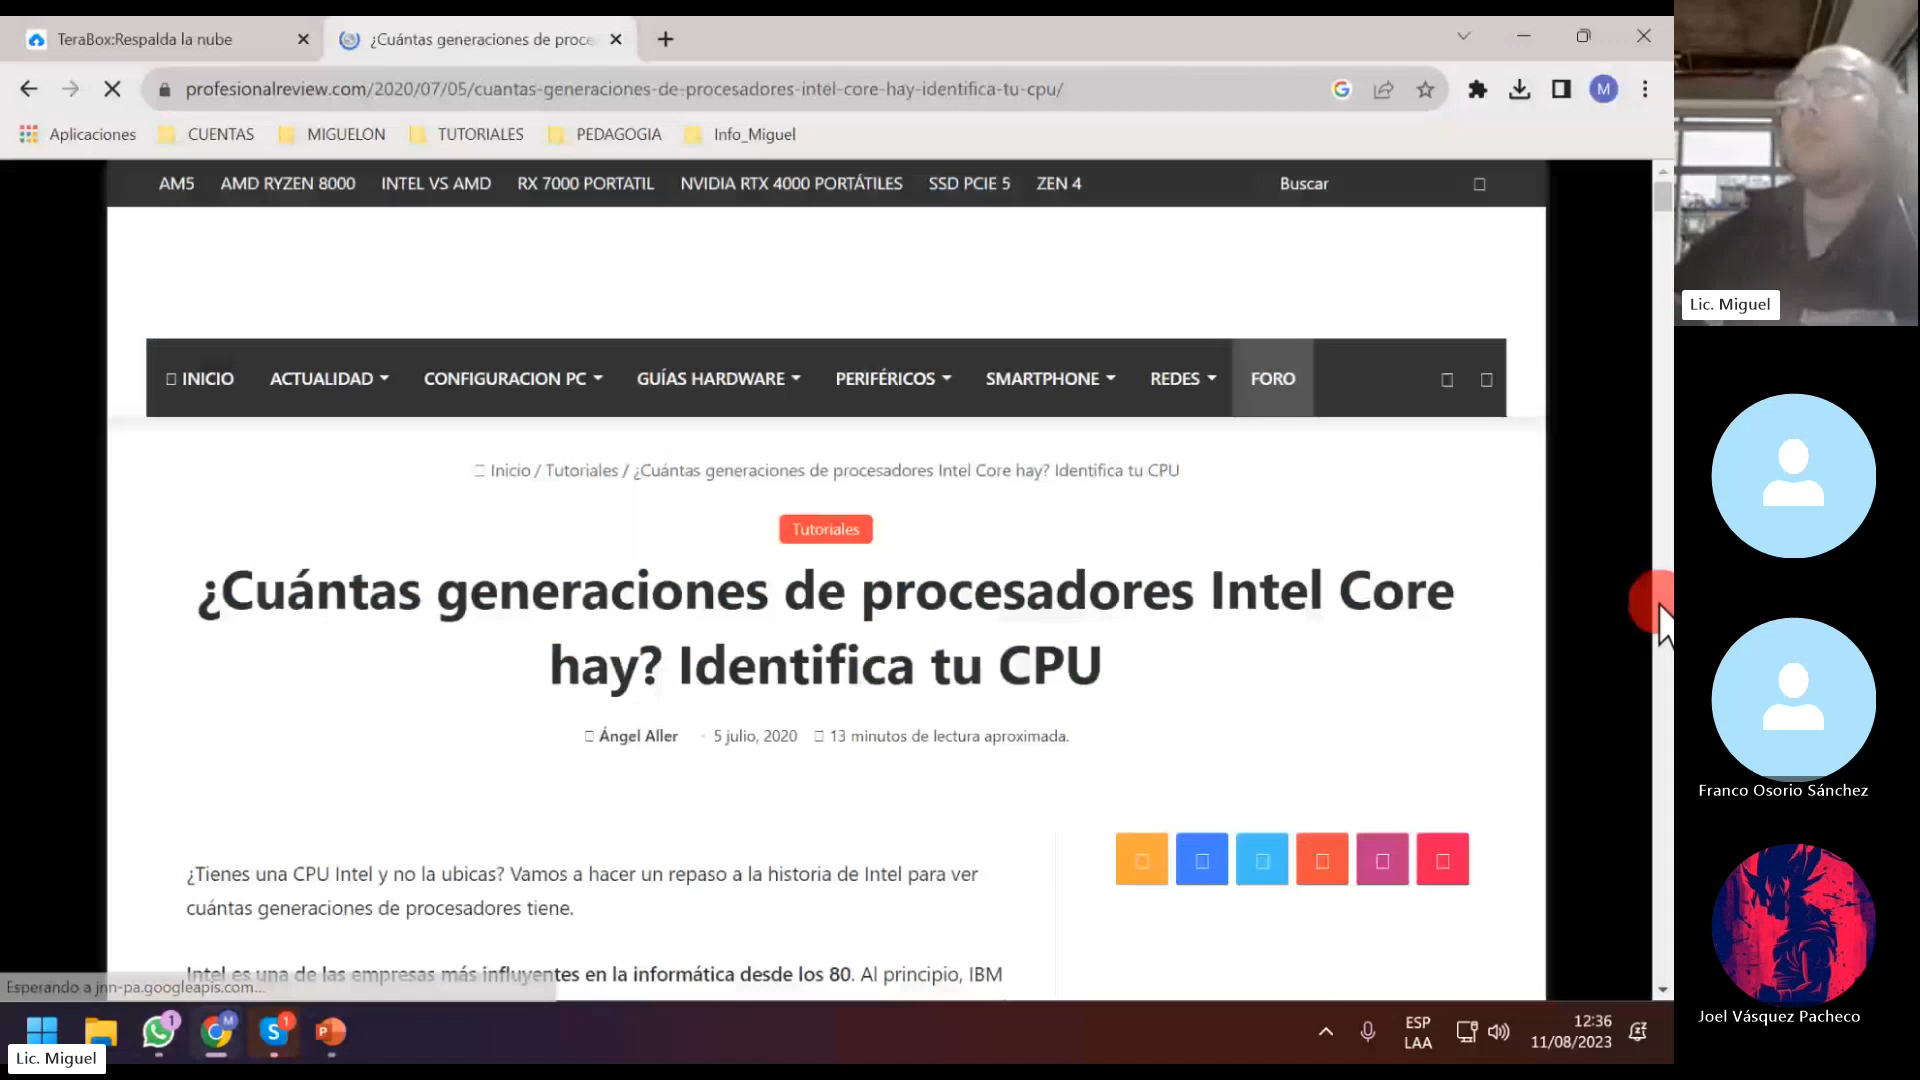 TeraBox:Respalda la nube
¿Cuántas generaciones de proce
profesionalreview.com/2020/07/05/cuantas-generaciones-de-procesadores-intel-core-hay-identifica-tu-cpu/
M
Aplicaciones CUENTAS MIGUELON TUTORIALES PEDAGOGIA Info_Miguel
AM5 AMD RYZEN 8000 INTEL VS AMD RX 7000 PORTATIL NVIDIA RTX 4000 PORTÁTILES SSD PCIE 5 ZEN 4 Buscar
INICIO ACTUALIDAD CONFIGURACION PC GUÍAS HARDWARE PERIFÉRICOS SMARTPHONE REDES FORO
Inicio / Tutoriales / ¿Cuántas generaciones de procesadores Intel Core hay? Identifica tu CPU
Tutoriales
¿Cuántas generaciones de procesadores Intel Core
hay? Identifica tu CPU
Ángel Aller - 5 julio, 2020 13 minutos de lectura aproximada.
¿Tienes una CPU Intel y no la ubicas? Vamos a hacer un repaso a la historia de Intel para ver
cuántas generaciones de procesadores tiene.
Intel es una de las empresas más influyentes en la informática desde los 80. Al principio, IBM
Esperando a jnn-pa.googleapis.com...
1 M S 1 P
ESP
LAA
12:36
11/08/2023
Lic. Miguel
Lic. Miguel
Franco Osorio Sánchez
Joel Vásquez Pacheco